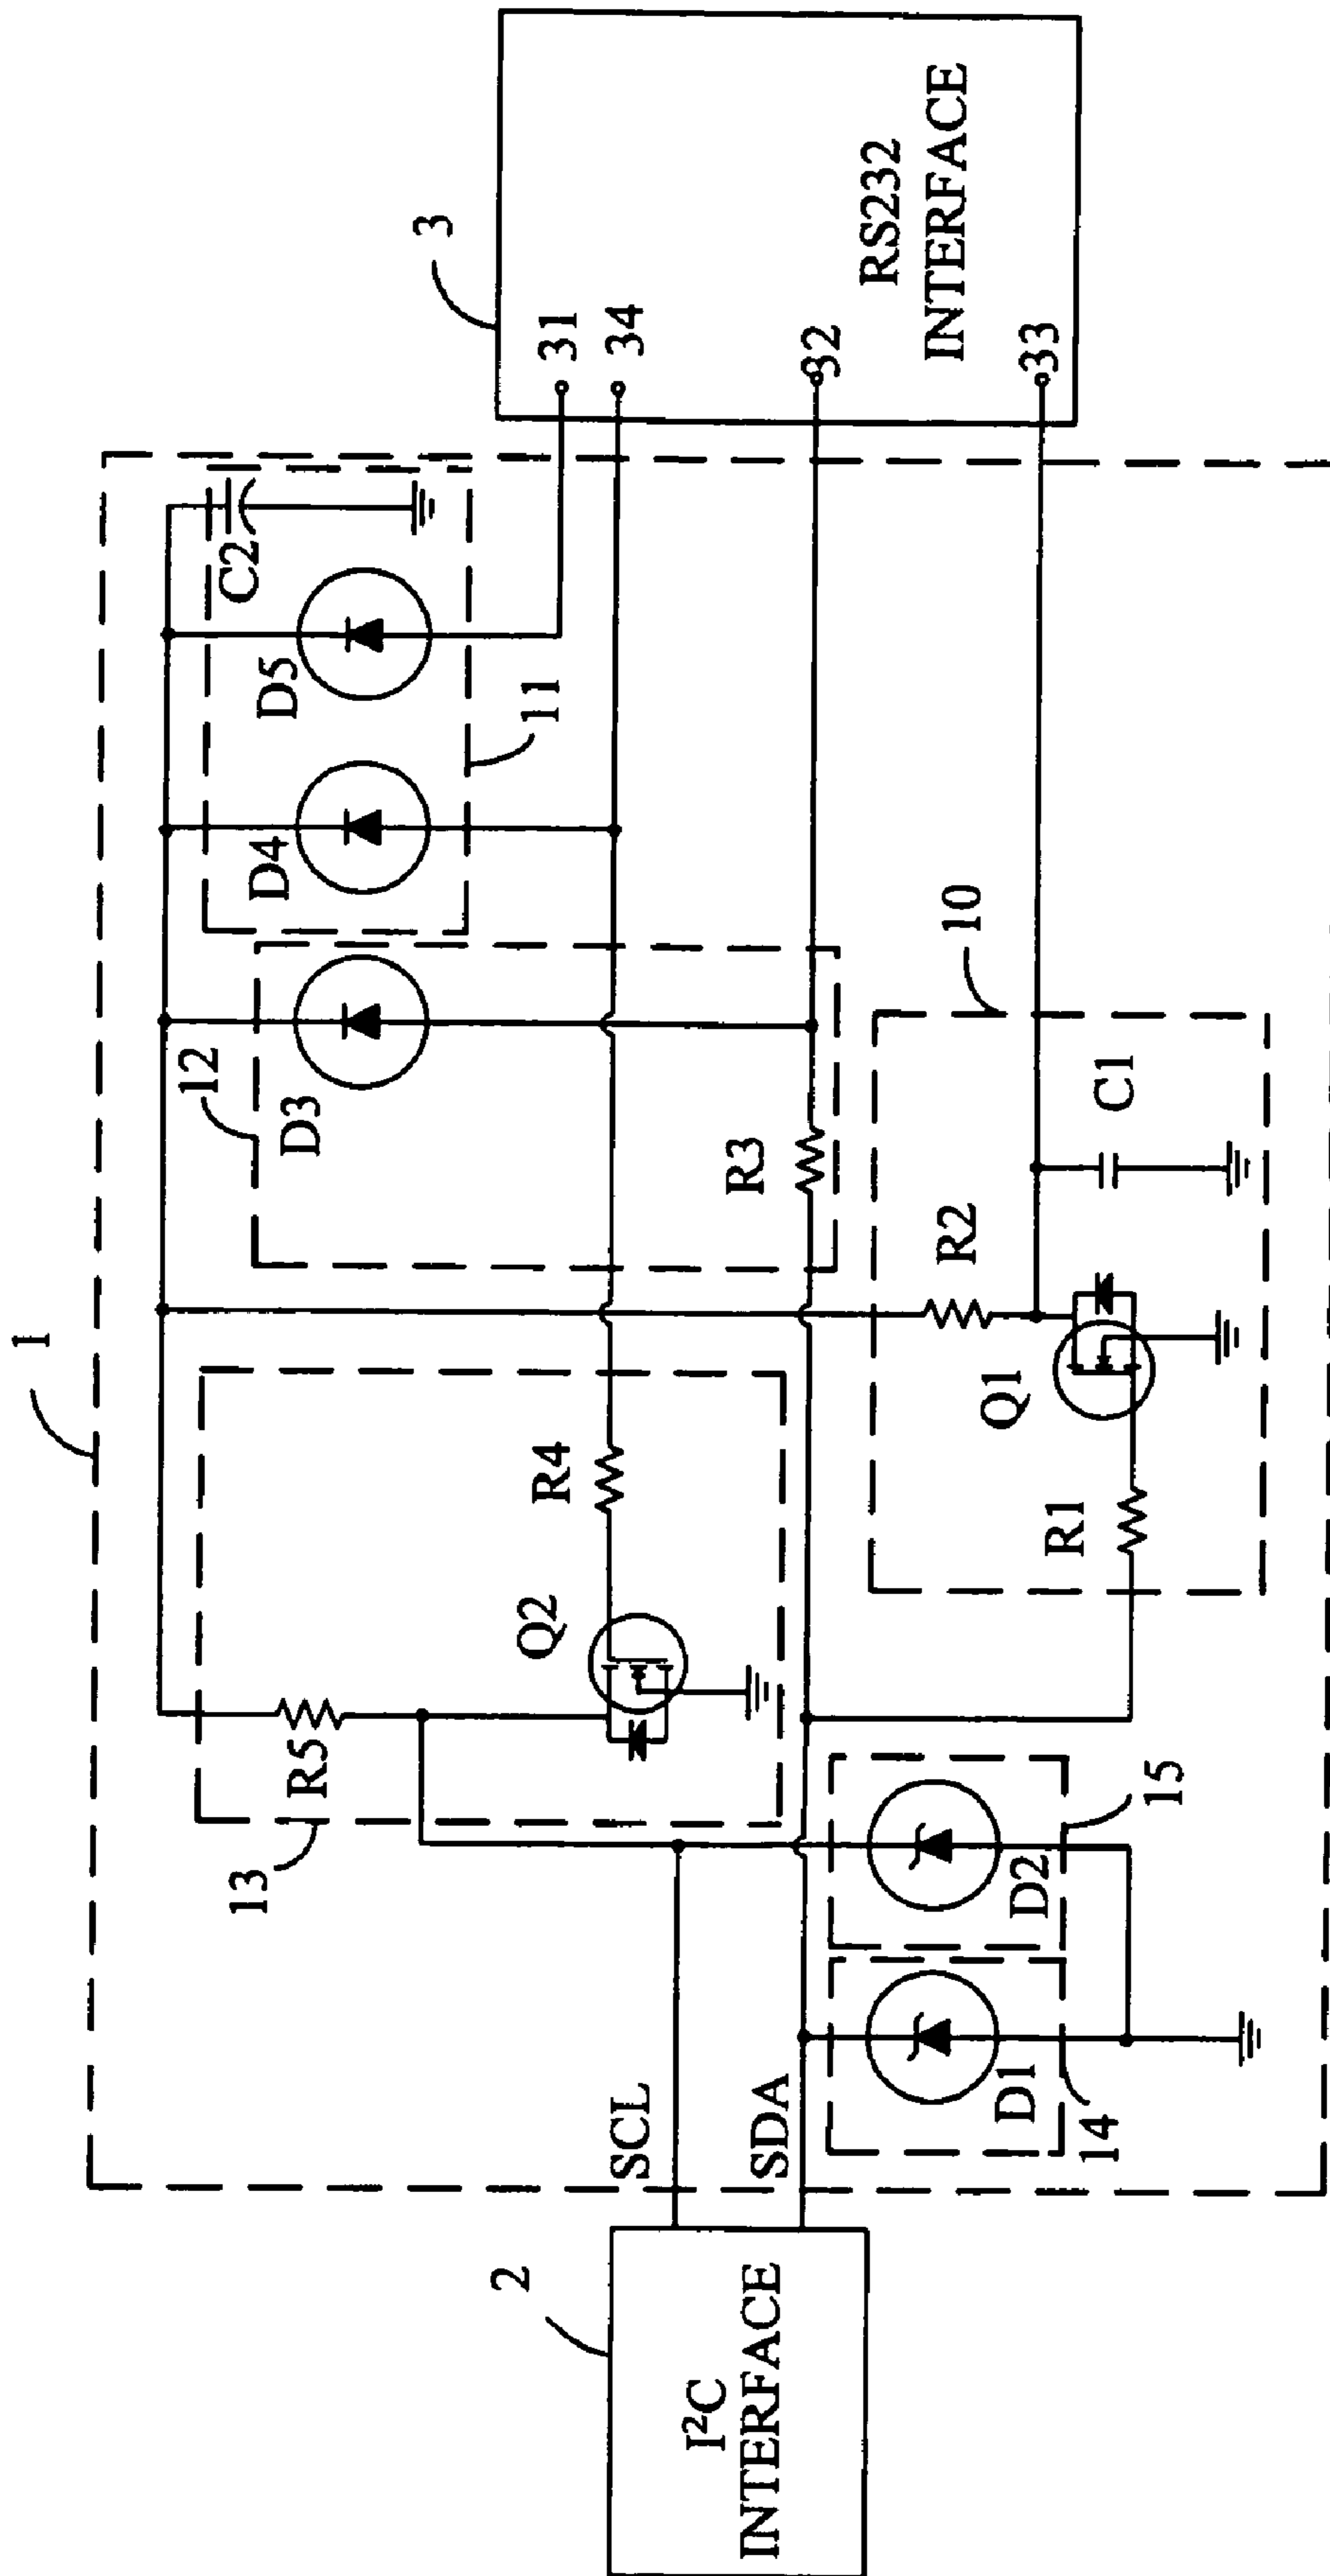 1
3
31
34
32
33
RS232
INTERFACE
C2
D5
D4
11
12
D3
R3
10
C1
R2
Q1
R1
R4
Q2
R5
13
15
D2
D1
14
SCL
SDA
2
I²C
INTERFACE